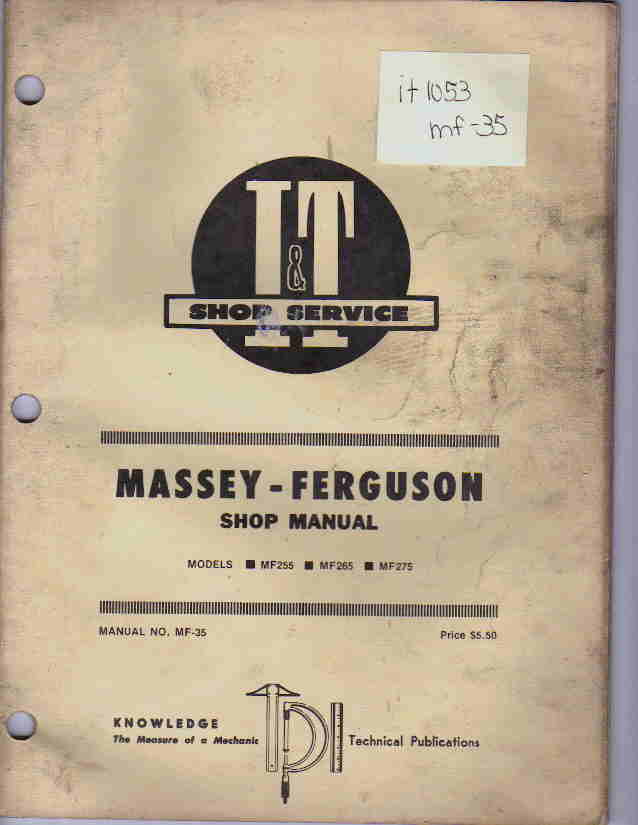 it 1053
mf-35
I&T
SHOP SERVICE
MASSEY-FERGUSON
SHOP MANUAL
MODELS ■ MF255 ■ MF265 ■ MF275
MANUAL NO. MF-35
Price $5.50
KNOWLEDGE
The Measure of a Mechanic
TPI
Technical Publications